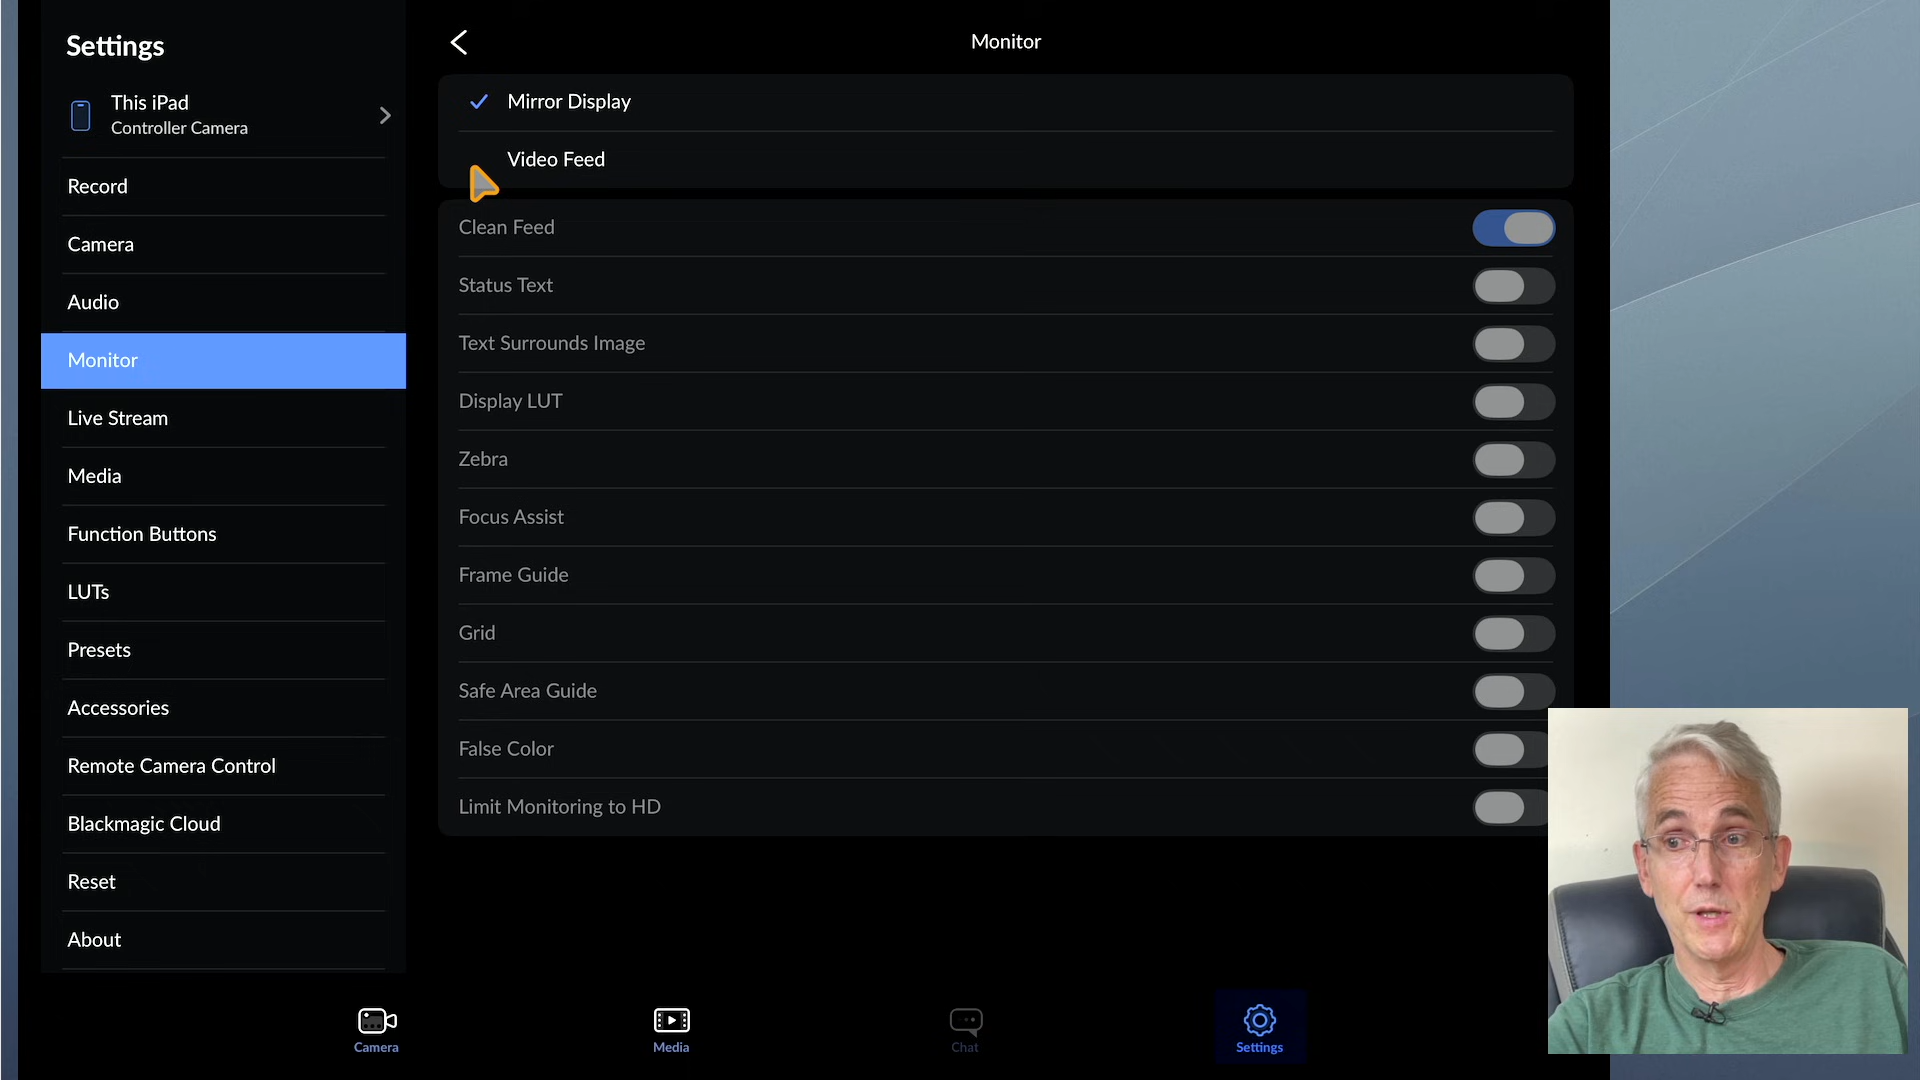 Settings
This iPad
Controller Camera
Record
Camera
Audio
Monitor
Live Stream
Media
Function Buttons
LUTs
Presets
Accessories
Remote Camera Control
Blackmagic Cloud
Reset
About
Monitor
Mirror Display
Video Feed
Clean Feed
Status Text
Text Surrounds Image
Display LUT
Zebra
Focus Assist
Frame Guide
Grid
Safe Area Guide
False Color
Limit Monitoring to HD
Camera
Media
Chat
Settings